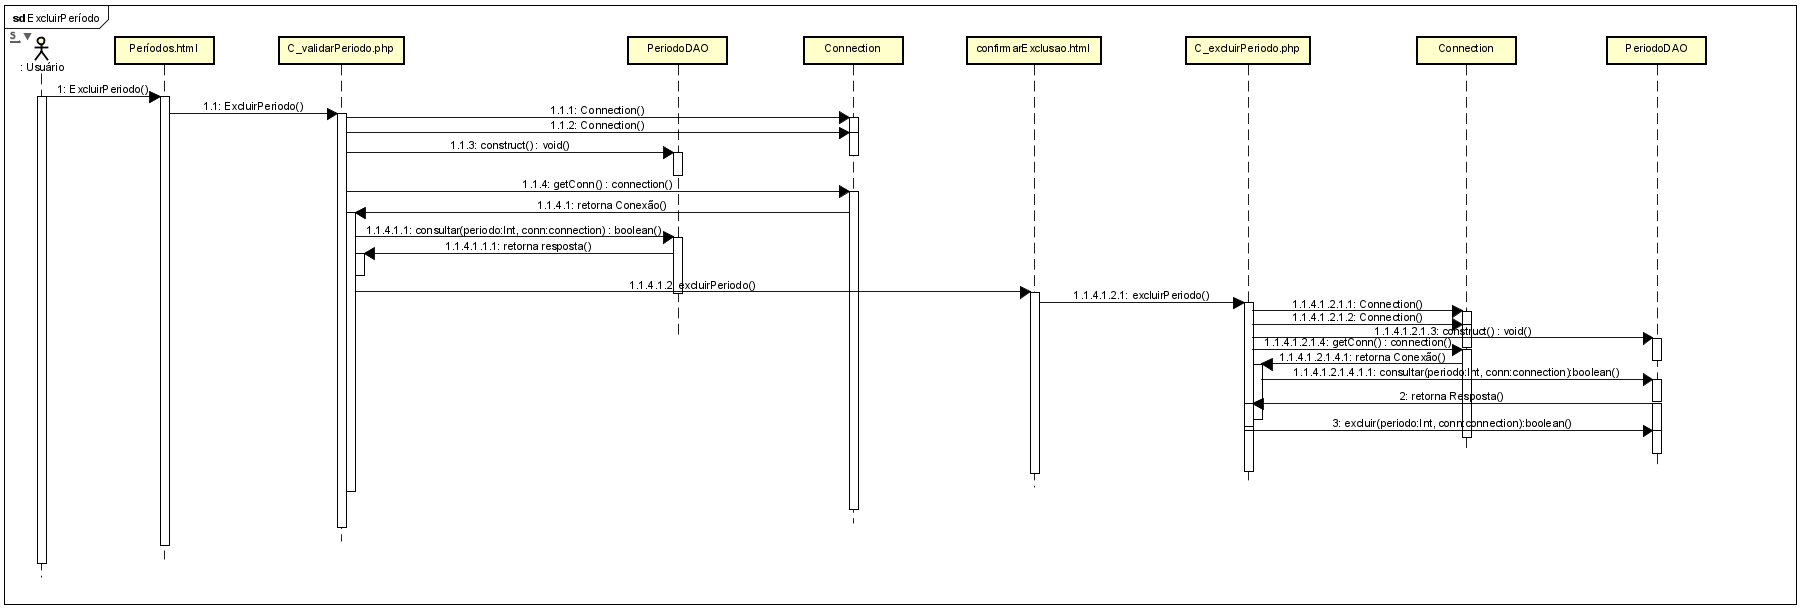 sd ExcluirPeríodo
S
: Usuário
Períodos.html
C_validarPeriodo.php
PeriodoDAO
Connection
confirmarExclusao.html
C_excluirPeriodo.php
Connection
PeriodoDAO
1: ExcluirPeriodo()
1.1: ExcluirPeriodo()
1.1.1: Connection()
1.1.2: Connection()
1.1.3: construct() : void()
1.1.4: getConn() : connection()
1.1.4.1: retorna Conexão()
1.1.4.1.1: consultar(periodo:Int, conn:connection) : boolean()
1.1.4.1.1.1: retorna resposta()
1.1.4.1.2: excluirPeriodo()
1.1.4.1.2.1: excluirPeriodo()
1.1.4.1.2.1.1: Connection()
1.1.4.1.2.1.2: Connection()
1.1.4.1.2.1.3: construct() : void()
1.1.4.1.2.1.4: getConn() : connection()
1.1.4.1.2.1.4.1: retorna Conexão()
1.1.4.1.2.1.4.1.1: consultar(periodo:Int, conn:connection):boolean()
2: retorna Resposta()
3: excluir(periodo:Int, conn:connection):boolean()